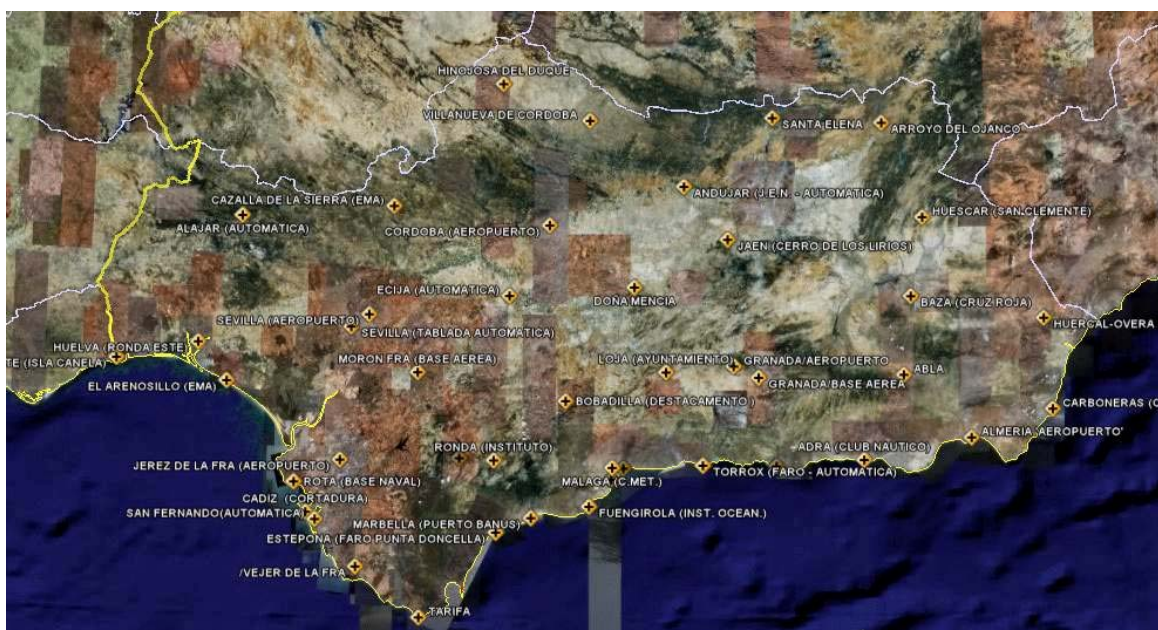 HINOJOSA DEL DUQUE
VILLANUEVA DE CORDOBA
SANTA ELENA
ARROYO DEL OJANCO
ANDUJAR (J.E.N. - AUTOMATICA)
CAZALLA DE LA SIERRA (EMA)
ALAJAR (AUTOMATICA)
CORDOBA (AEROPUERTO)
HUESCAR (SAN CLEMENTE)
JAEN (CERRO DE LOS LIRIOS)
ECIJA (AUTOMATICA)
DOÑA MENCIA
BAZA (CRUZ ROJA)
SEVILLA (AEROPUERTO)
SEVILLA (TABLADA AUTOMATICA)
HUERCAL-OVERA
HUELVA (RONDA ESTE)
TE (ISLA CANELA)
MORON FRA (BASE AEREA)
LOJA (AYUNTAMIENTO)
GRANADA/AEROPUERTO
GRANADA/BASE AEREA
ABLA
EL ARENOSILLO (EMA)
BOBADILLA (DESTACAMENTO )
CARBONERAS (C
ALMERIA 'AEROPUERTO'
RONDA (INSTITUTO)
ADRA (CLUB NAUTICO)
JEREZ DE LA FRA (AEROPUERTO)
TORROX (FARO - AUTOMATICA)
ROTA (BASE NAVAL)
MALAGA (C.MET.)
CADIZ (CORTADURA)
SAN FERNANDO(AUTOMATICA)
FUENGIROLA (INST. OCEAN.)
MARBELLA (PUERTO BANUS)
ESTEPONA (FARO PUNTA DONCELLA)
/VEJER DE LA FRA
TARIFA